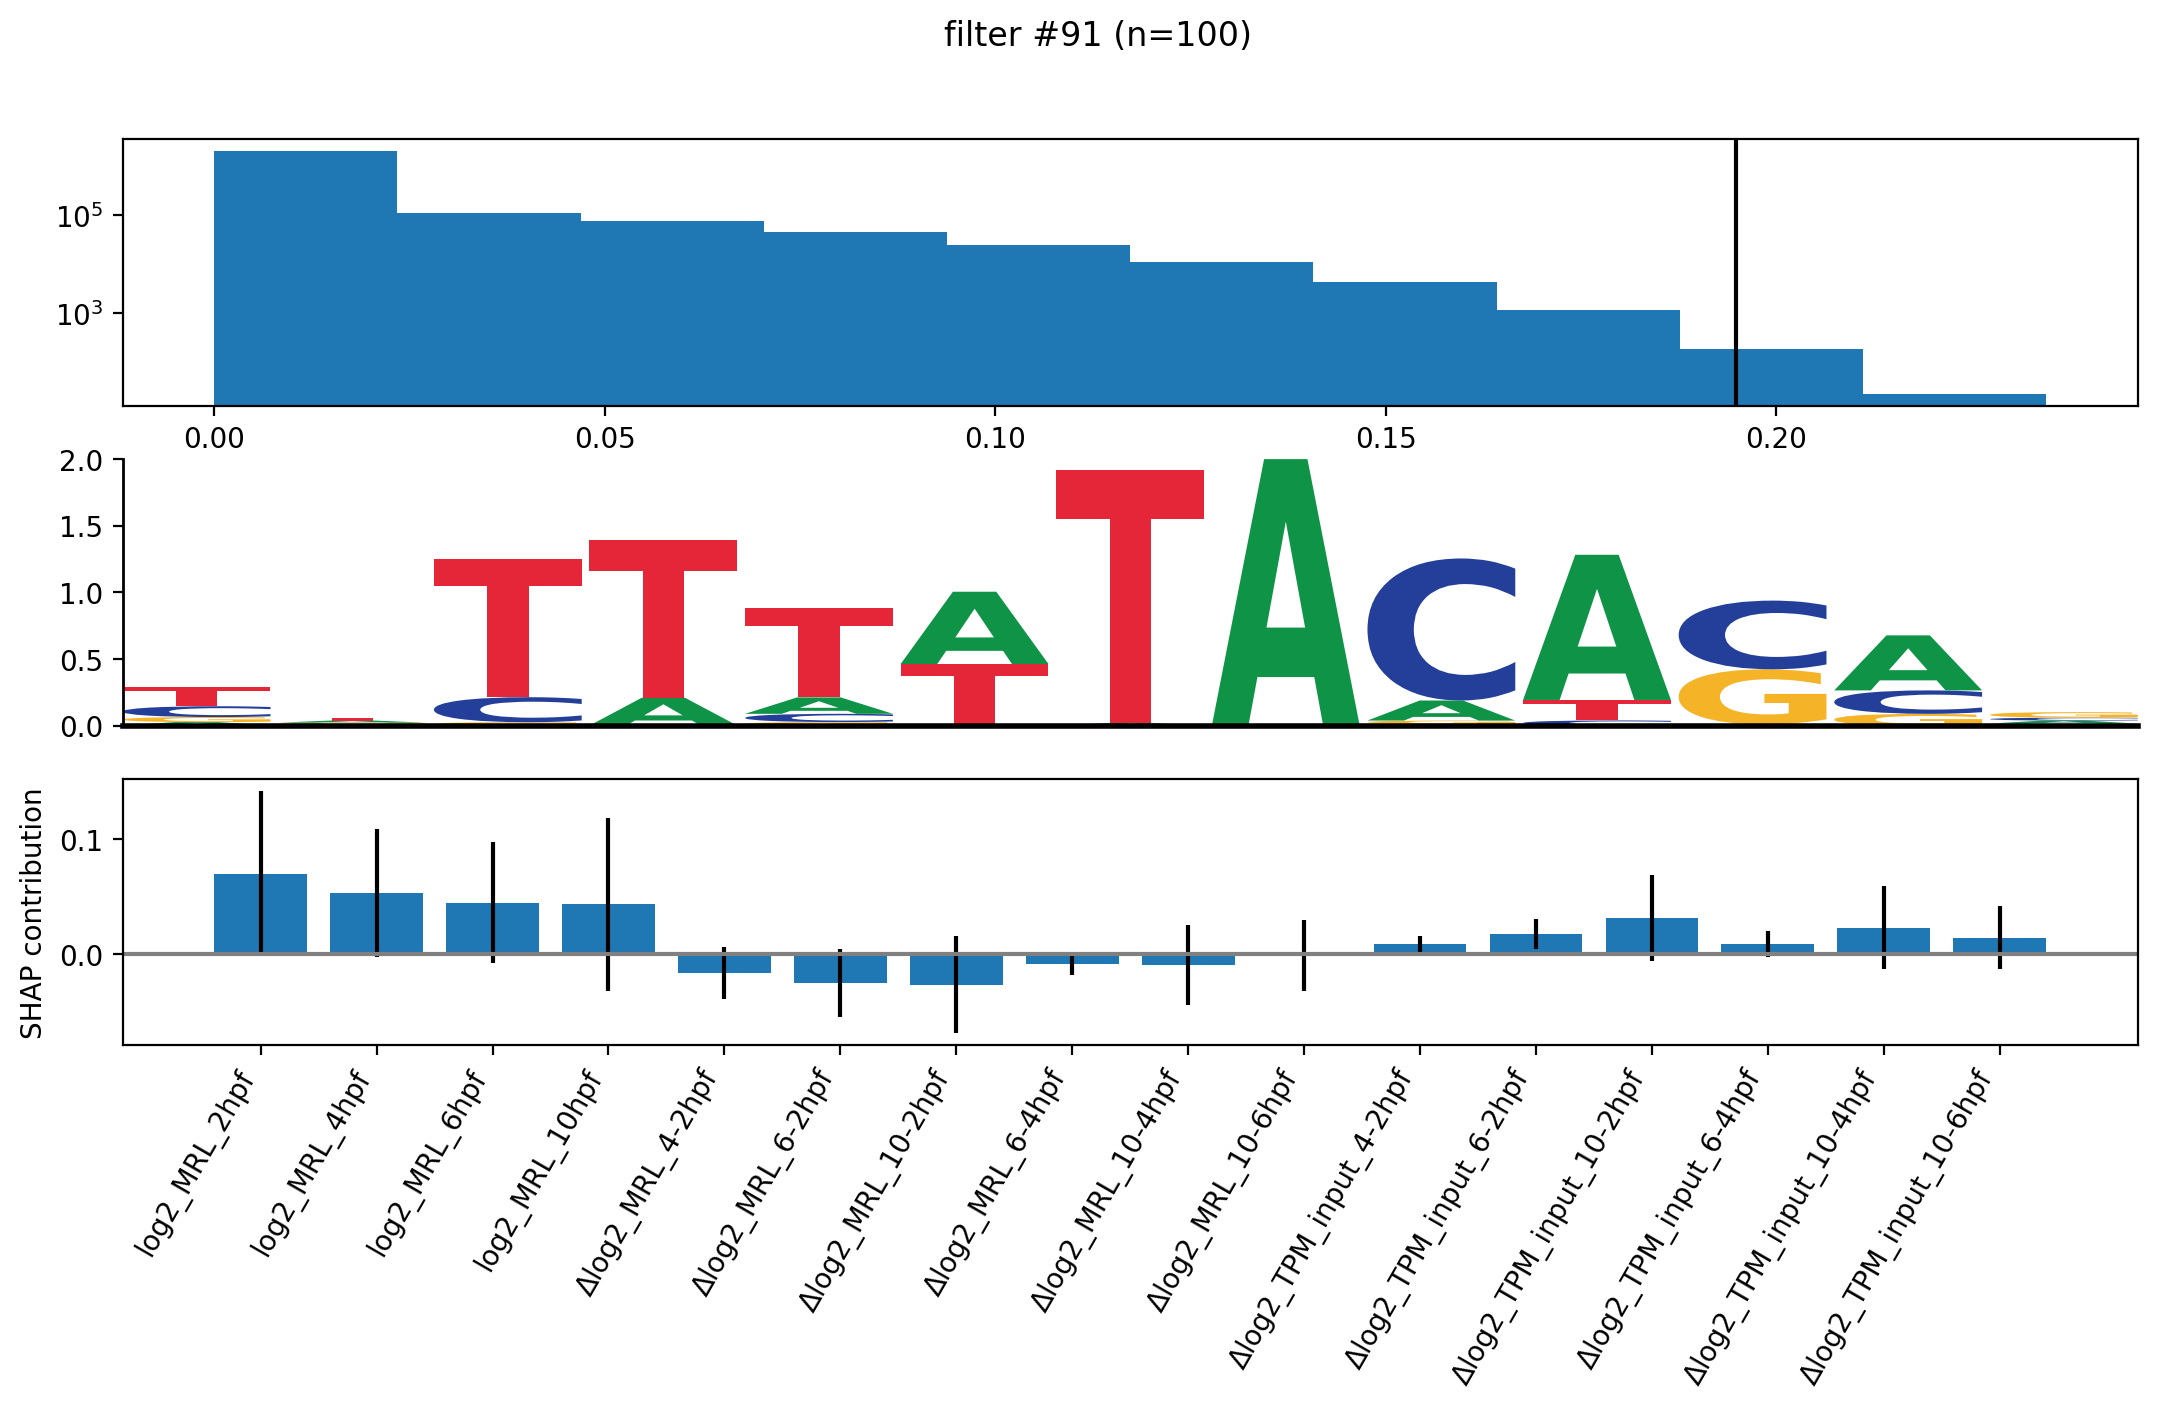 filter #91 (n=100)
10^5
10^3
0.00 0.05 0.10 0.15 0.20
2.0
1.5
1.0
0.5
0.0
T T T A T A C A C A
SHAP contribution
0.1
0.0
log2_MRL_2hpf
log2_MRL_4hpf
log2_MRL_6hpf
log2_MRL_10hpf
Δlog2_MRL_4-2hpf
Δlog2_MRL_6-2hpf
Δlog2_MRL_10-2hpf
Δlog2_MRL_6-4hpf
Δlog2_MRL_10-4hpf
Δlog2_MRL_10-6hpf
Δlog2_TPM_input_4-2hpf
Δlog2_TPM_input_6-2hpf
Δlog2_TPM_input_10-2hpf
Δlog2_TPM_input_6-4hpf
Δlog2_TPM_input_10-4hpf
Δlog2_TPM_input_10-6hpf